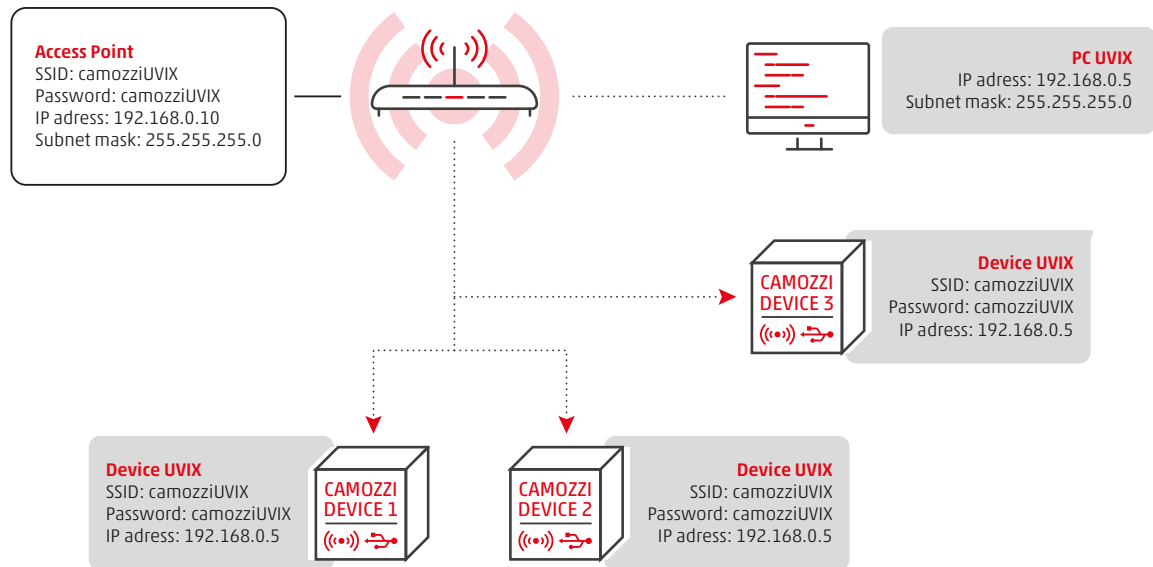 Access Point
SSID: camozziUVIX
Password: camozziUVIX
IP adress: 192.168.0.10
Subnet mask: 255.255.255.0
PC UVIX
IP adress: 192.168.0.5
Subnet mask: 255.255.255.0
CAMOZZI
DEVICE 3
Device UVIX
SSID: camozziUVIX
Password: camozziUVIX
IP adress: 192.168.0.5
Device UVIX
SSID: camozziUVIX
Password: camozziUVIX
IP adress: 192.168.0.5
CAMOZZI
DEVICE 1
CAMOZZI
DEVICE 2
Device UVIX
SSID: camozziUVIX
Password: camozziUVIX
IP adress: 192.168.0.5